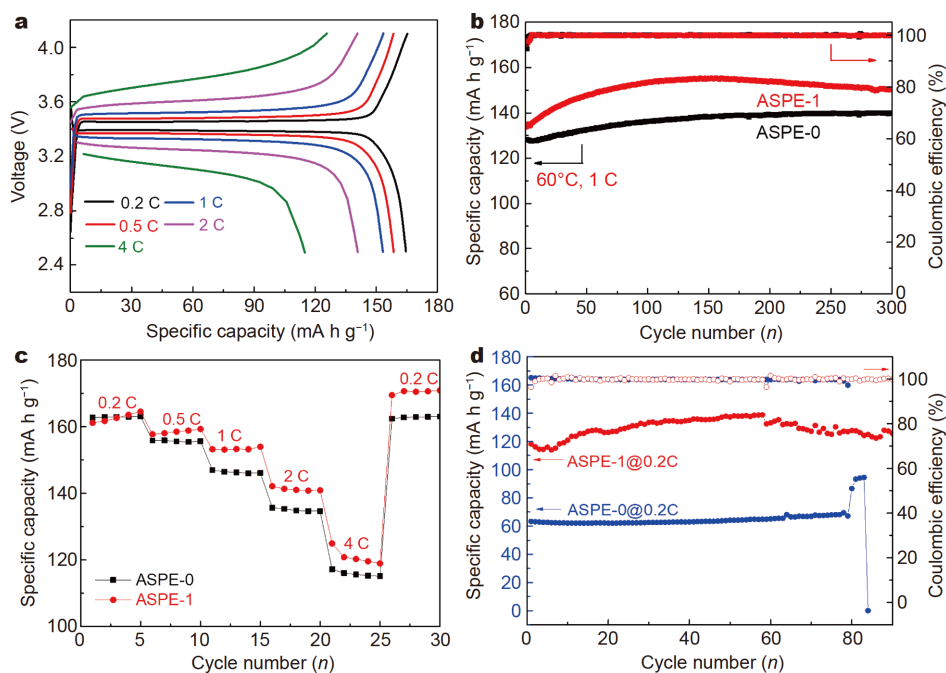 a
Voltage (V)
4.0
3.6
3.2
2.8
2.4
0.2 C
1 C
0.5 C
2 C
4 C
0 30 60 90 120 150 180
Specific capacity (mA h g⁻¹)
b
Specific capacity (mA h g⁻¹)
180
160
140
120
100
80
60
ASPE-1
ASPE-0
60°C, 1 C
100
80
60
40
20
0
Coulombic efficiency (%)
0 50 100 150 200 250 300
Cycle number (n)
c
Specific capacity (mA h g⁻¹)
180
160
140
120
100
0.2 C
0.5 C
1 C
2 C
4 C
0.2 C
ASPE-0
ASPE-1
0 5 10 15 20 25 30
Cycle number (n)
d
Specific capacity (mA h g⁻¹)
180
160
140
120
100
80
60
40
20
0
ASPE-1@0.2C
ASPE-0@0.2C
100
80
60
40
20
0
Coulombic efficiency (%)
0 20 40 60 80
Cycle number (n)